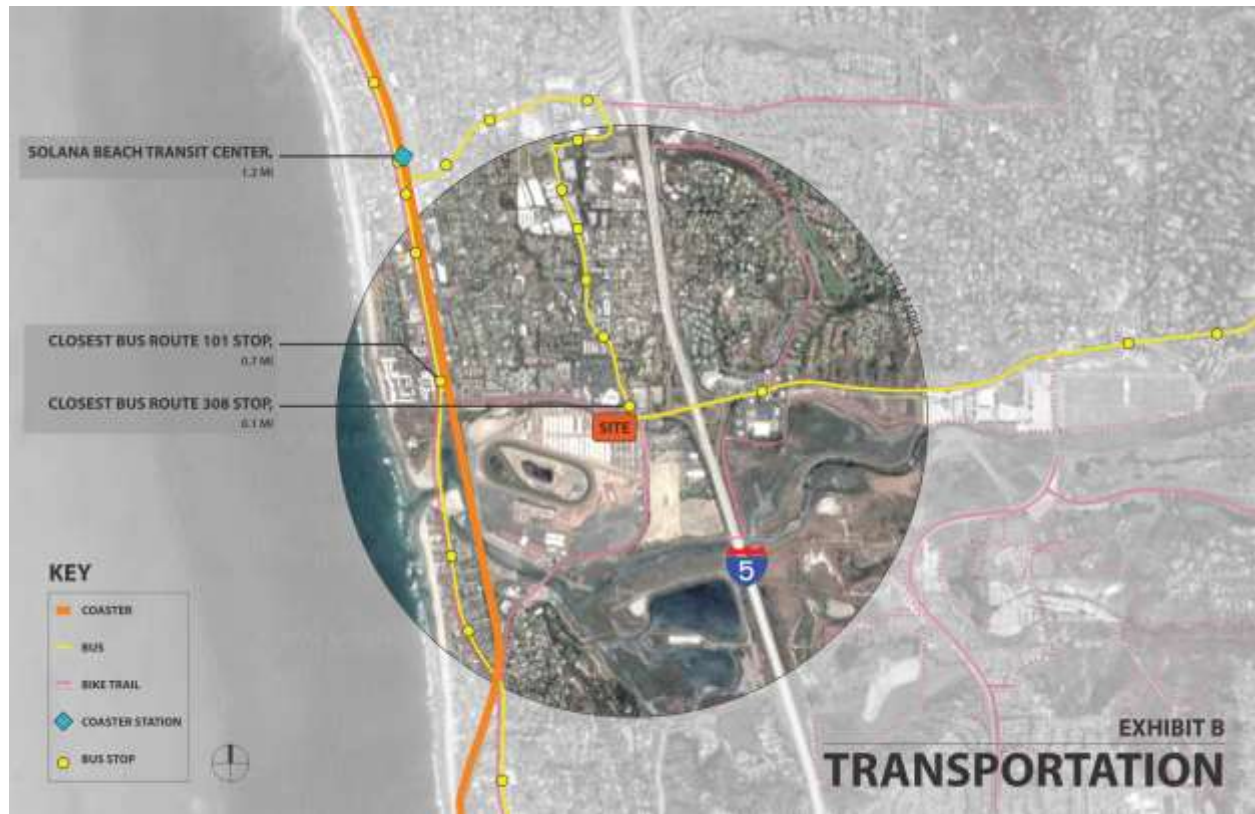 SOLANA BEACH TRANSIT CENTER,
1.2 MI
CLOSEST BUS ROUTE 101 STOP,
0.7 MI
CLOSEST BUS ROUTE 308 STOP,
0.1 MI
SITE
5
KEY
COASTER
BUS
BIKE TRAIL
COASTER STATION
BUS STOP
EXHIBIT B
TRANSPORTATION